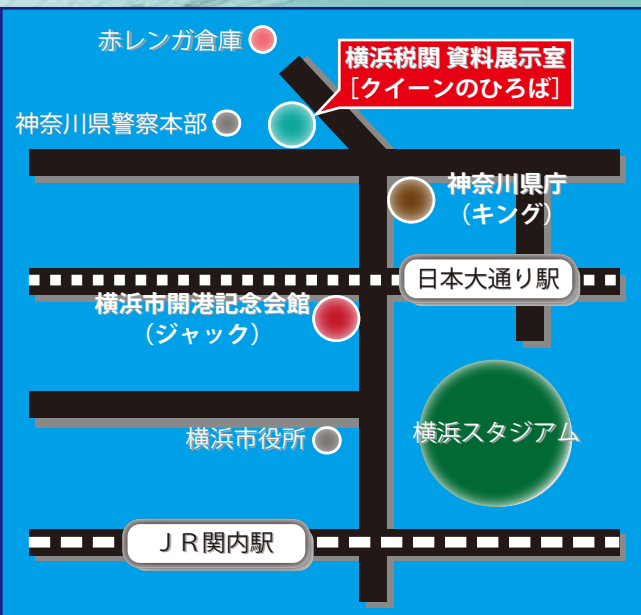 赤レンガ倉庫
横浜税関 資料展示室
［クイーンのひろば］
神奈川県警察本部
神奈川県庁
（キング）
日本大通り駅
横浜市開港記念会館
（ジャック）
横浜スタジアム
横浜市役所
ＪＲ関内駅